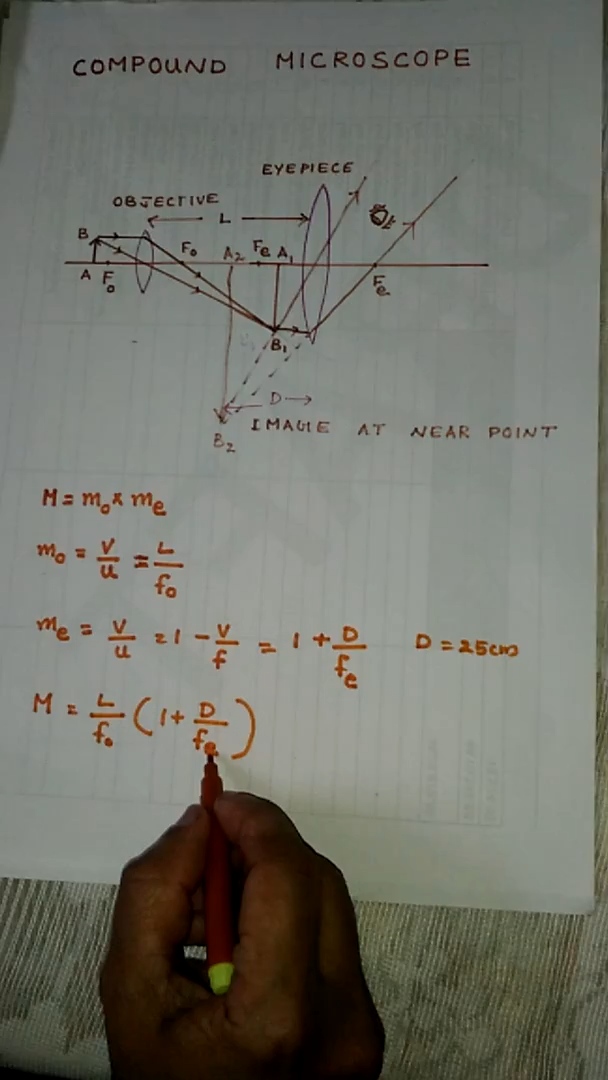 COMPOUND MICROSCOPE
EYEPIECE
OBJECTIVE
L
B
F₀ A₂ Fe A₁
A F₀ Fe
B₁
D
B₂ IMAGE AT NEAR POINT
M = m₀ × me
m₀ = v/u = L/f₀
me = v/u = 1 - v/f = 1 + D/fe D = 25cm
M = L/f₀ (1 + D/fe)